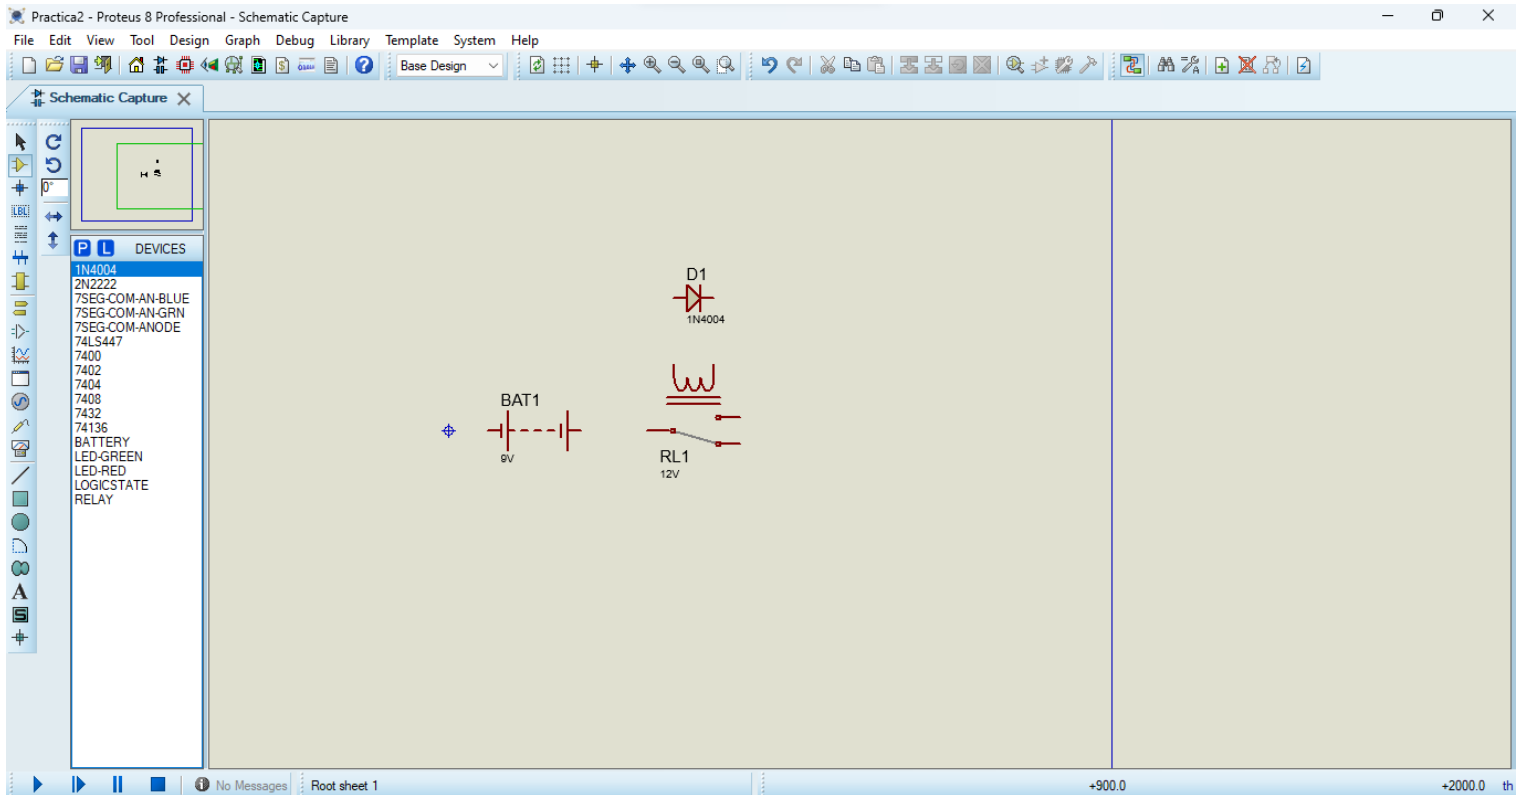 Practica2 - Proteus 8 Professional - Schematic Capture
File Edit View Tool Design Graph Debug Library Template System Help
Base Design
Schematic Capture
0°
LBL
P L DEVICES
1N4004
2N2222
7SEG-COM-AN-BLUE
7SEG-COM-AN-GRN
7SEG-COM-ANODE
74LS447
7400
7402
7404
7408
7432
74136
BATTERY
LED-GREEN
LED-RED
LOGICSTATE
RELAY
A
S
D1
1N4004
BAT1
9V
RL1
12V
No Messages Root sheet 1 +900.0 +2000.0 th